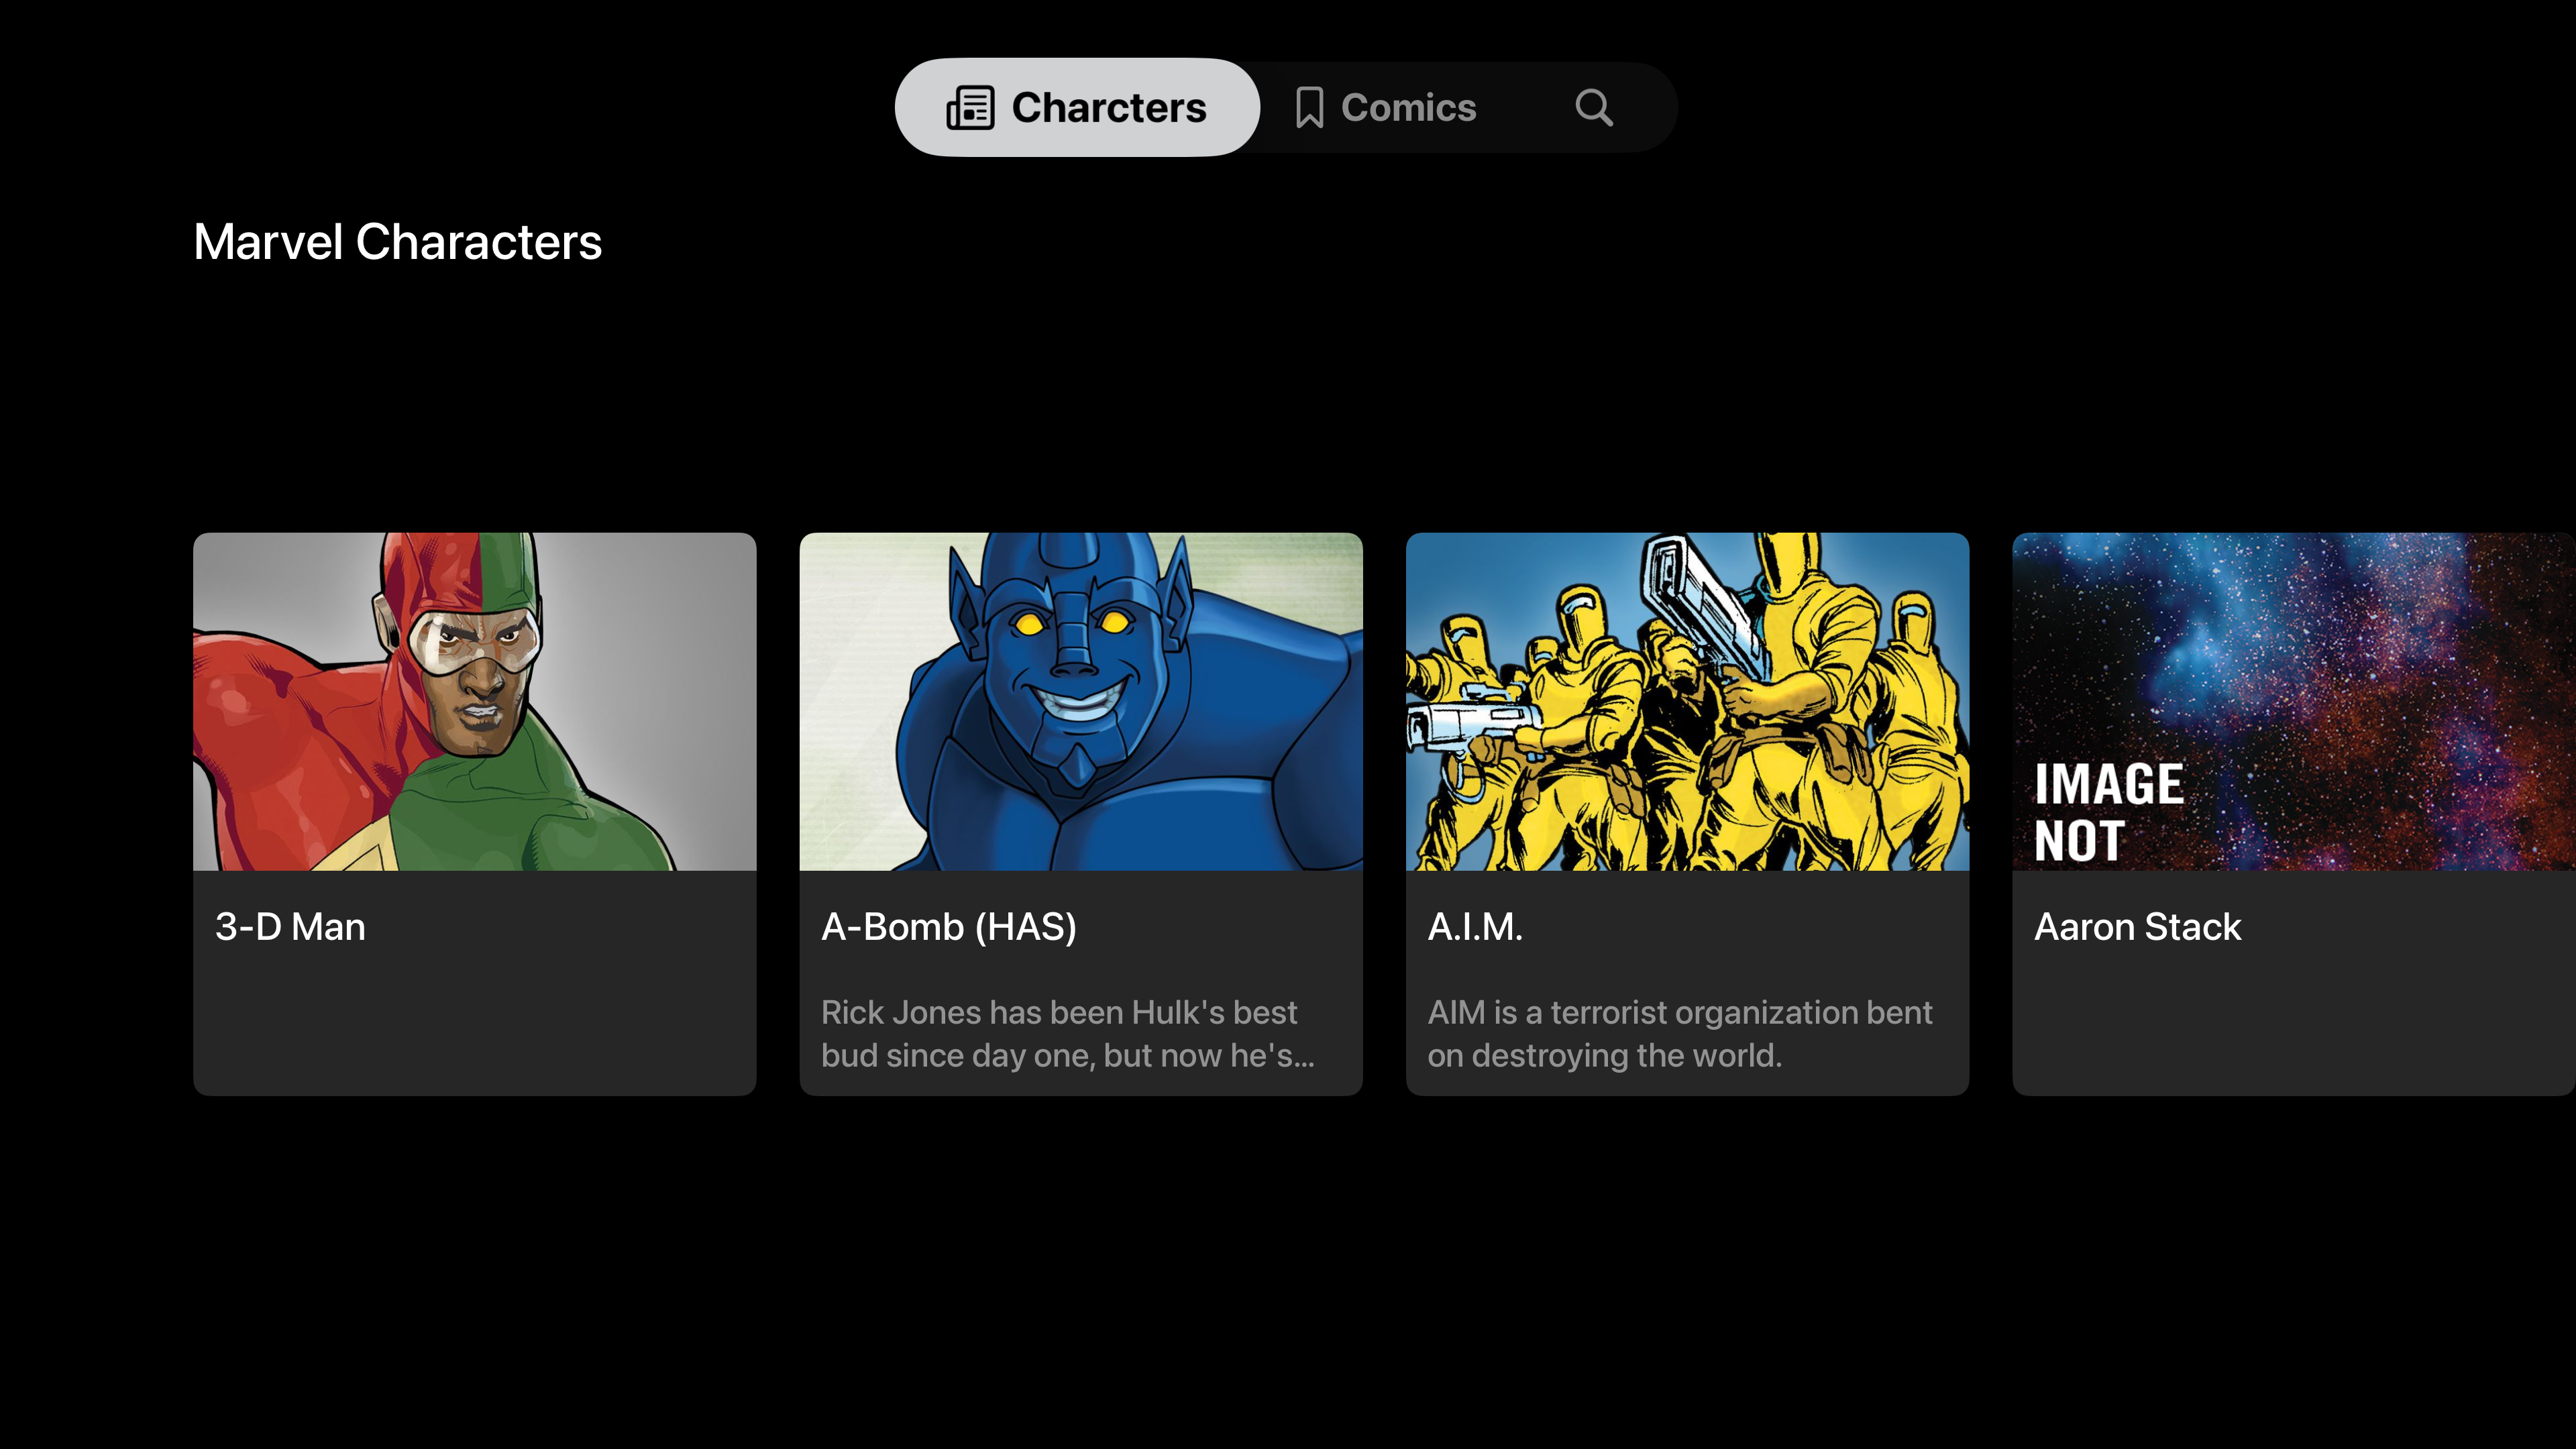 Charcters
Comics
Marvel Characters
IMAGE
NOT
3-D Man
A-Bomb (HAS)
Rick Jones has been Hulk's best
bud since day one, but now he's...
A.I.M.
AIM is a terrorist organization bent
on destroying the world.
Aaron Stack